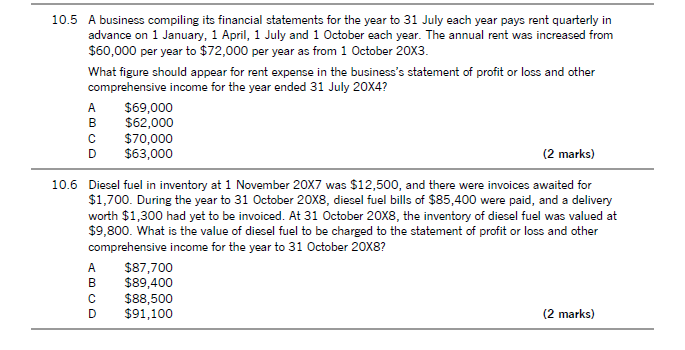 10.5 A business compiling its financial statements for the year to 31 July each year pays rent quarterly in
advance on 1 January, 1 April, 1 July and 1 October each year. The annual rent was increased from
$60,000 per year to $72,000 per year as from 1 October 20X3.
What figure should appear for rent expense in the business's statement of profit or loss and other
comprehensive income for the year ended 31 July 20X4?
A $69,000
B $62,000
C $70,000
D $63,000 (2 marks)
10.6 Diesel fuel in inventory at 1 November 20X7 was $12,500, and there were invoices awaited for
$1,700. During the year to 31 October 20X8, diesel fuel bills of $85,400 were paid, and a delivery
worth $1,300 had yet to be invoiced. At 31 October 20X8, the inventory of diesel fuel was valued at
$9,800. What is the value of diesel fuel to be charged to the statement of profit or loss and other
comprehensive income for the year to 31 October 20X8?
A $87,700
B $89,400
C $88,500
D $91,100 (2 marks)